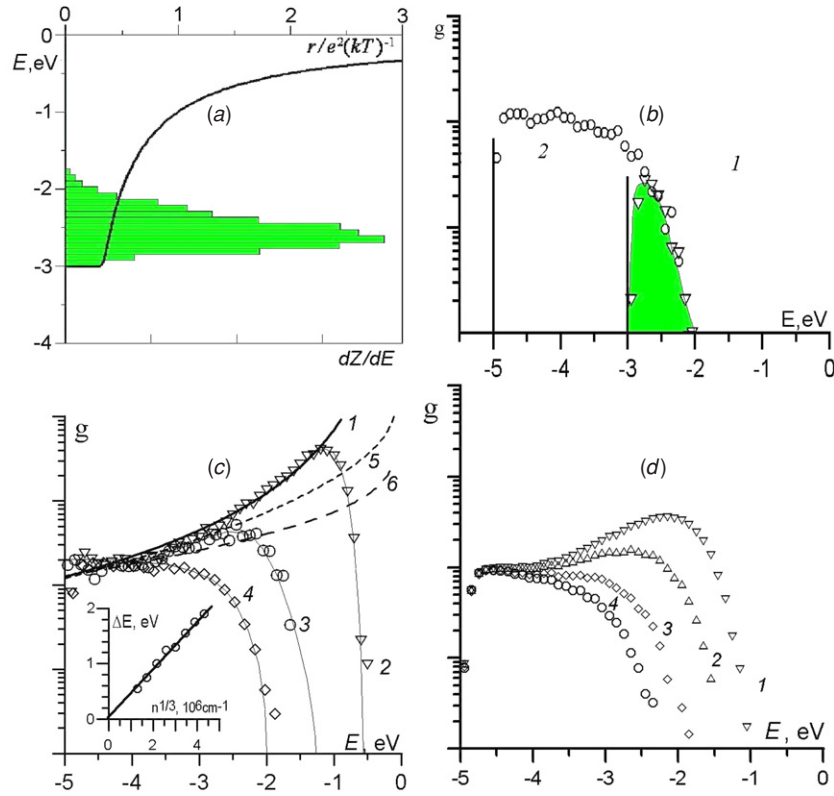 0 1 2 3
r/e²(kT)⁻¹
E,eV
0
-1
-2
-3
-4
(a)
dZ/dE
g
(b)
2
1
E,eV
-5 -4 -3 -2 -1 0
g
(c)
1
5
6
4
3
2
2
ΔE, eV
1
0
n¹/³, 10⁶cm⁻¹
0 2 4
E, eV
-5 -4 -3 -2 -1 0
g
(d)
4
3
2
1
E, eV
-5 -4 -3 -2 -1 0